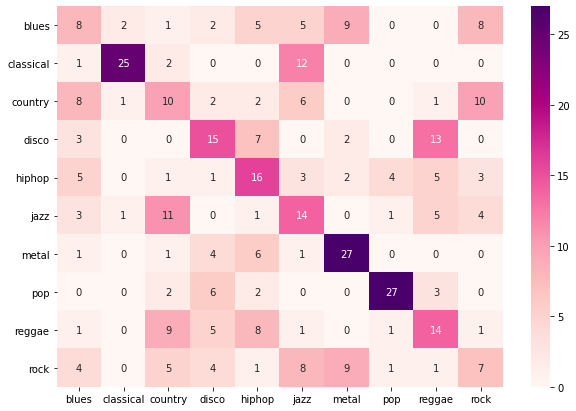 blues 8 2 1 2 5 5 9 0 0 8
classical 1 25 2 0 0 12 0 0 0 0
country 8 1 10 2 2 6 0 0 1 10
disco 3 0 0 15 7 0 2 0 13 0
hiphop 5 0 1 1 16 3 2 4 5 3
jazz 3 1 11 0 1 14 0 1 5 4
metal 1 0 1 4 6 1 27 0 0 0
pop 0 0 2 6 2 0 0 27 3 0
reggae 1 0 9 5 8 1 0 1 14 1
rock 4 0 5 4 1 8 9 1 1 7
blues classical country disco hiphop jazz metal pop reggae rock
25
20
15
10
5
0